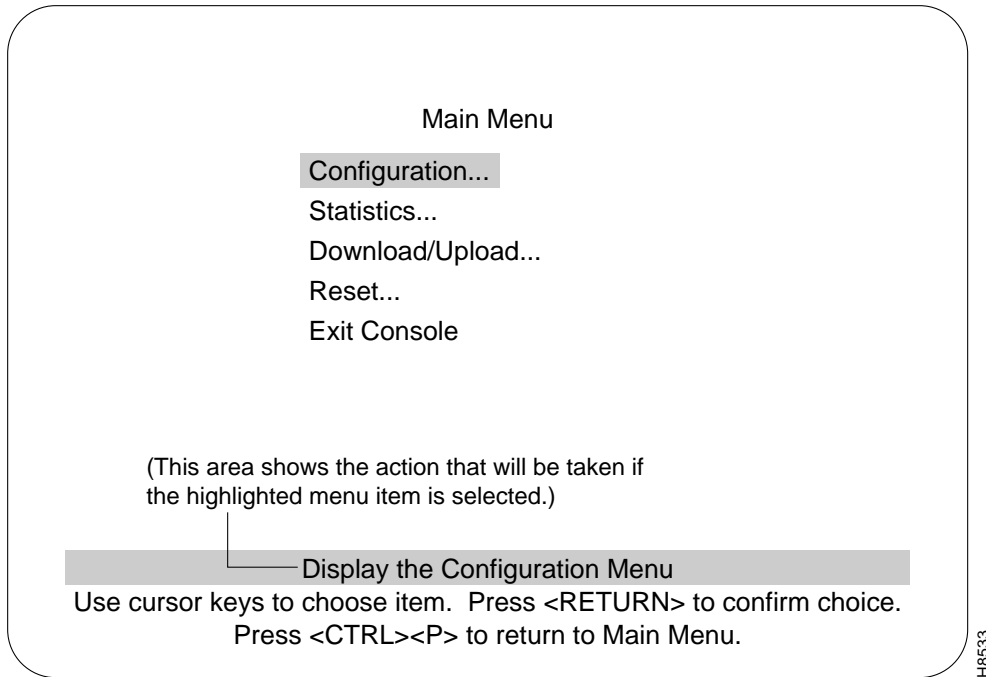 Main Menu
Configuration...
Statistics...
Download/Upload...
Reset...
Exit Console
(This area shows the action that will be taken if
the highlighted menu item is selected.)
Display the Configuration Menu
Use cursor keys to choose item.  Press <RETURN> to confirm choice.
Press <CTRL><P> to return to Main Menu.
H8533